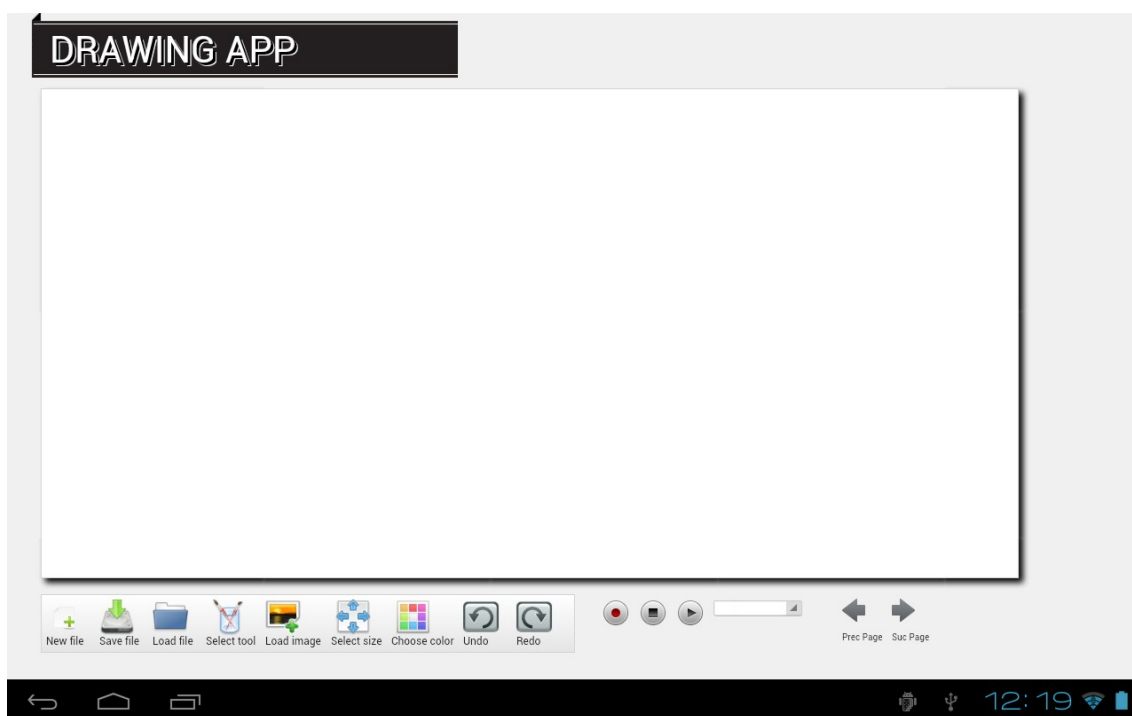 DRAWING APP
New file Save file Load file Select tool Load image Select size Choose color Undo Redo
Prec Page Suc Page
12:19